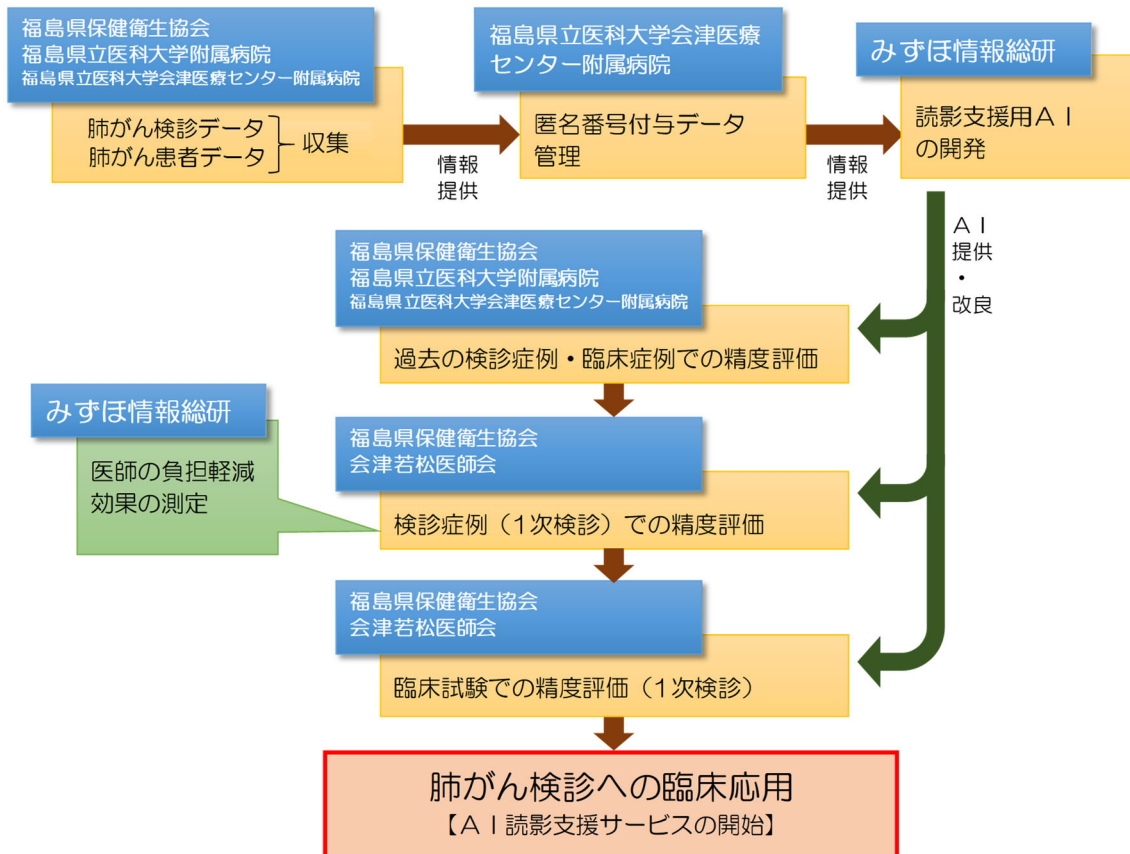 福島県保健衛生協会
福島県立医科大学附属病院
福島県立医科大学会津医療センター附属病院
肺がん検診データ
肺がん患者データ
収集
情報
提供
福島県立医科大学会津医療
センター附属病院
匿名番号付与データ
管理
情報
提供
みずほ情報総研
読影支援用ＡＩ
の開発
ＡＩ
提供
・
改良
福島県保健衛生協会
福島県立医科大学附属病院
福島県立医科大学会津医療センター附属病院
過去の検診症例・臨床症例での精度評価
みずほ情報総研
医師の負担軽減
効果の測定
福島県保健衛生協会
会津若松医師会
検診症例（１次検診）での精度評価
福島県保健衛生協会
会津若松医師会
臨床試験での精度評価（１次検診）
肺がん検診への臨床応用
【ＡＩ読影支援サービスの開始】